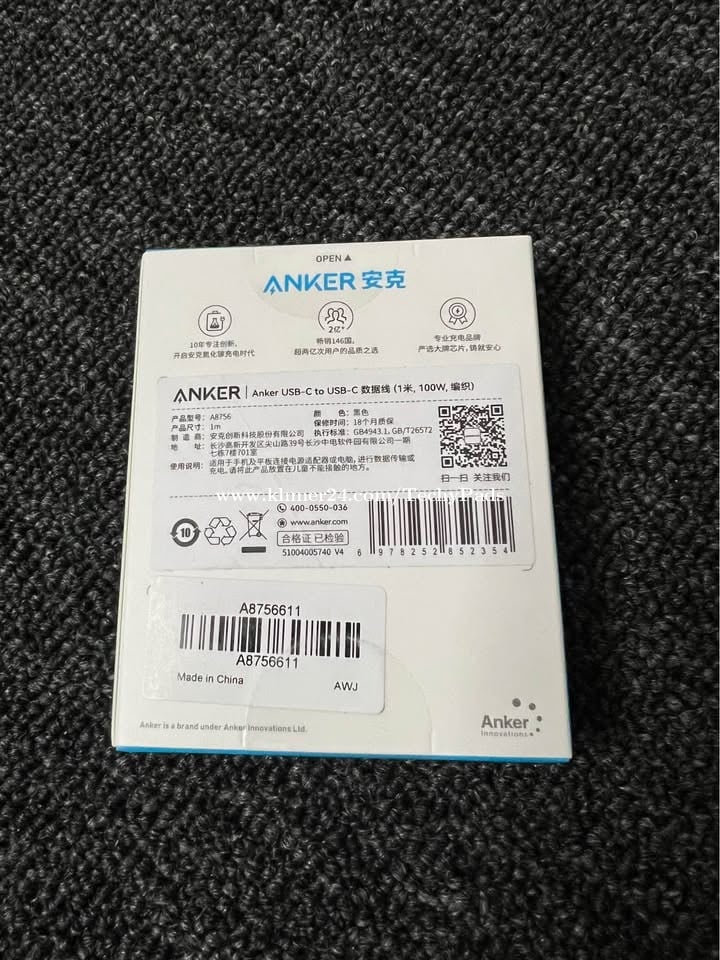 OPEN ▲
ANKER 安克
10年专注创新,
开启安克氮化镓充电时代
2亿+
畅销146国,
超两亿次用户的品质之选
专业充电品牌
严选大牌芯片, 铸就安心
ANKER | Anker USB-C to USB-C 数据线 (1米, 100W, 编织)
产品型号: A8756 颜 色: 黑色
产品尺寸: 1m 保修时间: 18个月质保
制 造 商: 安克创新科技股份有限公司 执行标准: GB4943.1, GB/T26572
地 址: 长沙高新开发区尖山路39号长沙中电软件园有限公司一期
七栋7楼701室
使用说明: 适用于手机及平板连接电源适配器或电脑, 进行数据传输或
充电。请将此产品放置在儿童不能接触的地方。
扫一扫 关注我们
www.khmer24.com/TechyPads
10
400-0550-036
www.anker.com
合格证 已检验
51004005740 V4
6 978252 852354
A8756611
A8756611
Made in China
AWJ
Anker is a brand under Anker Innovations Ltd.
Anker
Innovations